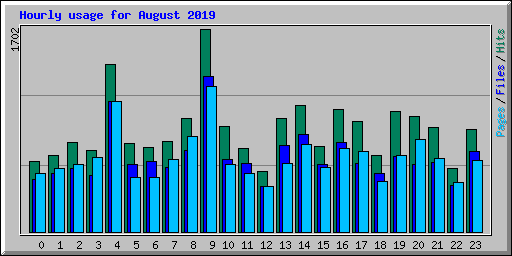 Hourly usage for August 2019
1702
Pages / Files / Hits
0 1 2 3 4 5 6 7 8 9 10 11 12 13 14 15 16 17 18 19 20 21 22 23